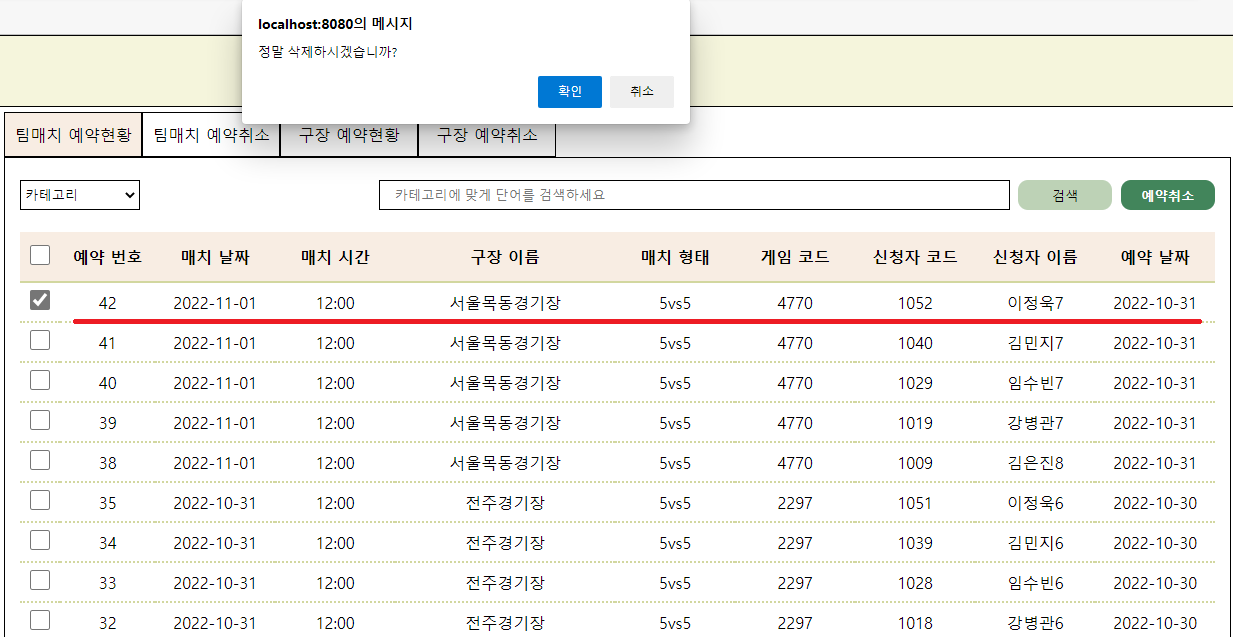 localhost:8080의 메시지
정말 삭제하시겠습니까?
확인 취소
팀매치 예약현황 팀매치 예약취소 구장 예약현황 구장 예약취소
카테고리 카테고리에 맞게 단어를 검색하세요 검색 예약취소
예약 번호 매치 날짜 매치 시간 구장 이름 매치 형태 게임 코드 신청자 코드 신청자 이름 예약 날짜
42 2022-11-01 12:00 서울목동경기장 5vs5 4770 1052 이정욱7 2022-10-31
41 2022-11-01 12:00 서울목동경기장 5vs5 4770 1040 김민지7 2022-10-31
40 2022-11-01 12:00 서울목동경기장 5vs5 4770 1029 임수빈7 2022-10-31
39 2022-11-01 12:00 서울목동경기장 5vs5 4770 1019 강병관7 2022-10-31
38 2022-11-01 12:00 서울목동경기장 5vs5 4770 1009 김은진8 2022-10-31
35 2022-10-31 12:00 전주경기장 5vs5 2297 1051 이정욱6 2022-10-30
34 2022-10-31 12:00 전주경기장 5vs5 2297 1039 김민지6 2022-10-30
33 2022-10-31 12:00 전주경기장 5vs5 2297 1028 임수빈6 2022-10-30
32 2022-10-31 12:00 전주경기장 5vs5 2297 1018 강병관6 2022-10-30